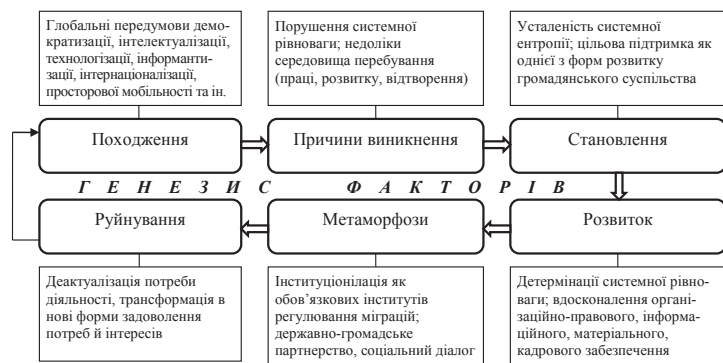 Глобальні передумови демо-
кратизації, інтелектуалізації,
технологізації, інформанти-
зації, інтернаціоналізації,
просторової мобільності та ін.
Порушення системної
рівноваги; недоліки
середовища перебування
(праці, розвитку, відтворення)
Усталеність системної
ентропії; цільова підтримка як
однієї з форм розвитку
громадянського суспільства
Походження
Причини виникнення
Становлення
Г Е Н Е З И С Ф А К Т О Р І В
Руйнування
Метаморфози
Розвиток
Деактуалізація потреби
діяльності, трансформація в
нові форми задоволення
потреб й інтересів
Інституціонілація як
обов’язкових інститутів
регулювання міграцій;
державно-громадське
партнерство, соціальний діалог
Детермінації системної рівно-
ваги; вдосконалення органі-
заційно-правового, інформа-
ційного, матеріального,
кадрового забезпечення